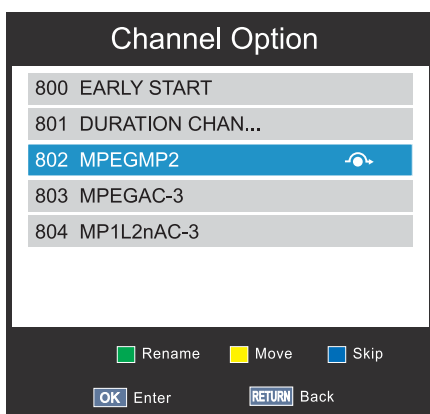 Channel Option
800 EARLY START
801 DURATION CHAN...
802 MPEGMP2
803 MPEGAC-3
804 MP1L2nAC-3
Rename Move Skip
OK Enter RETURN Back